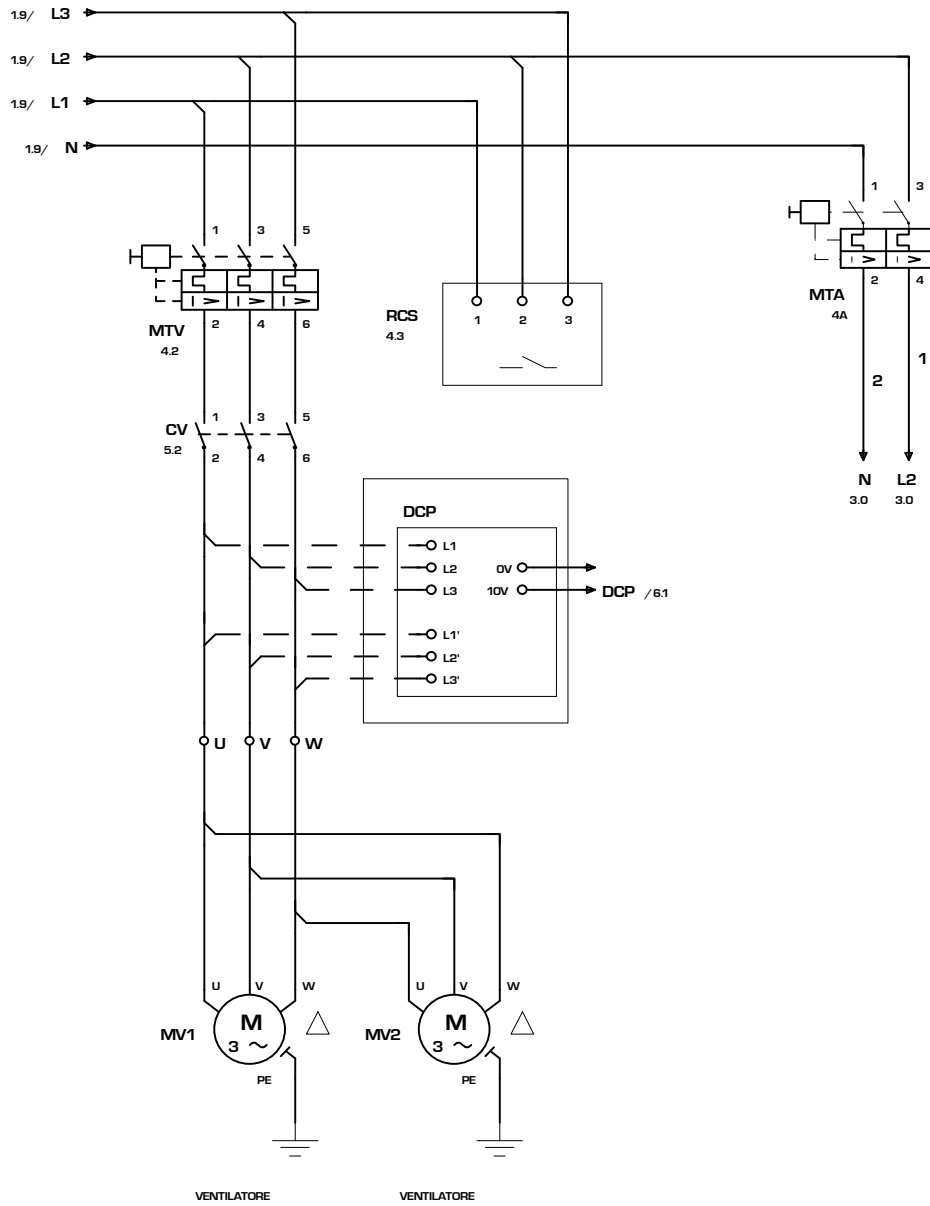 1.9/ L3
1.9/ L2
1.9/ L1
1.9/ N
1 3
1 3 5
2 4
MTA
4A
MTV
4.2
2 4 6
RCS
4.3
1 2 3
2 1
CV
5.2
1 3 5
2 4 6
N L2
3.0 3.0
DCP
L1
L2 0V
L3 10V DCP /6.1
L1'
L2'
L3'
U V W
U V W U V W
MV1 M 3 MV2 M 3
PE PE
VENTILATORE VENTILATORE